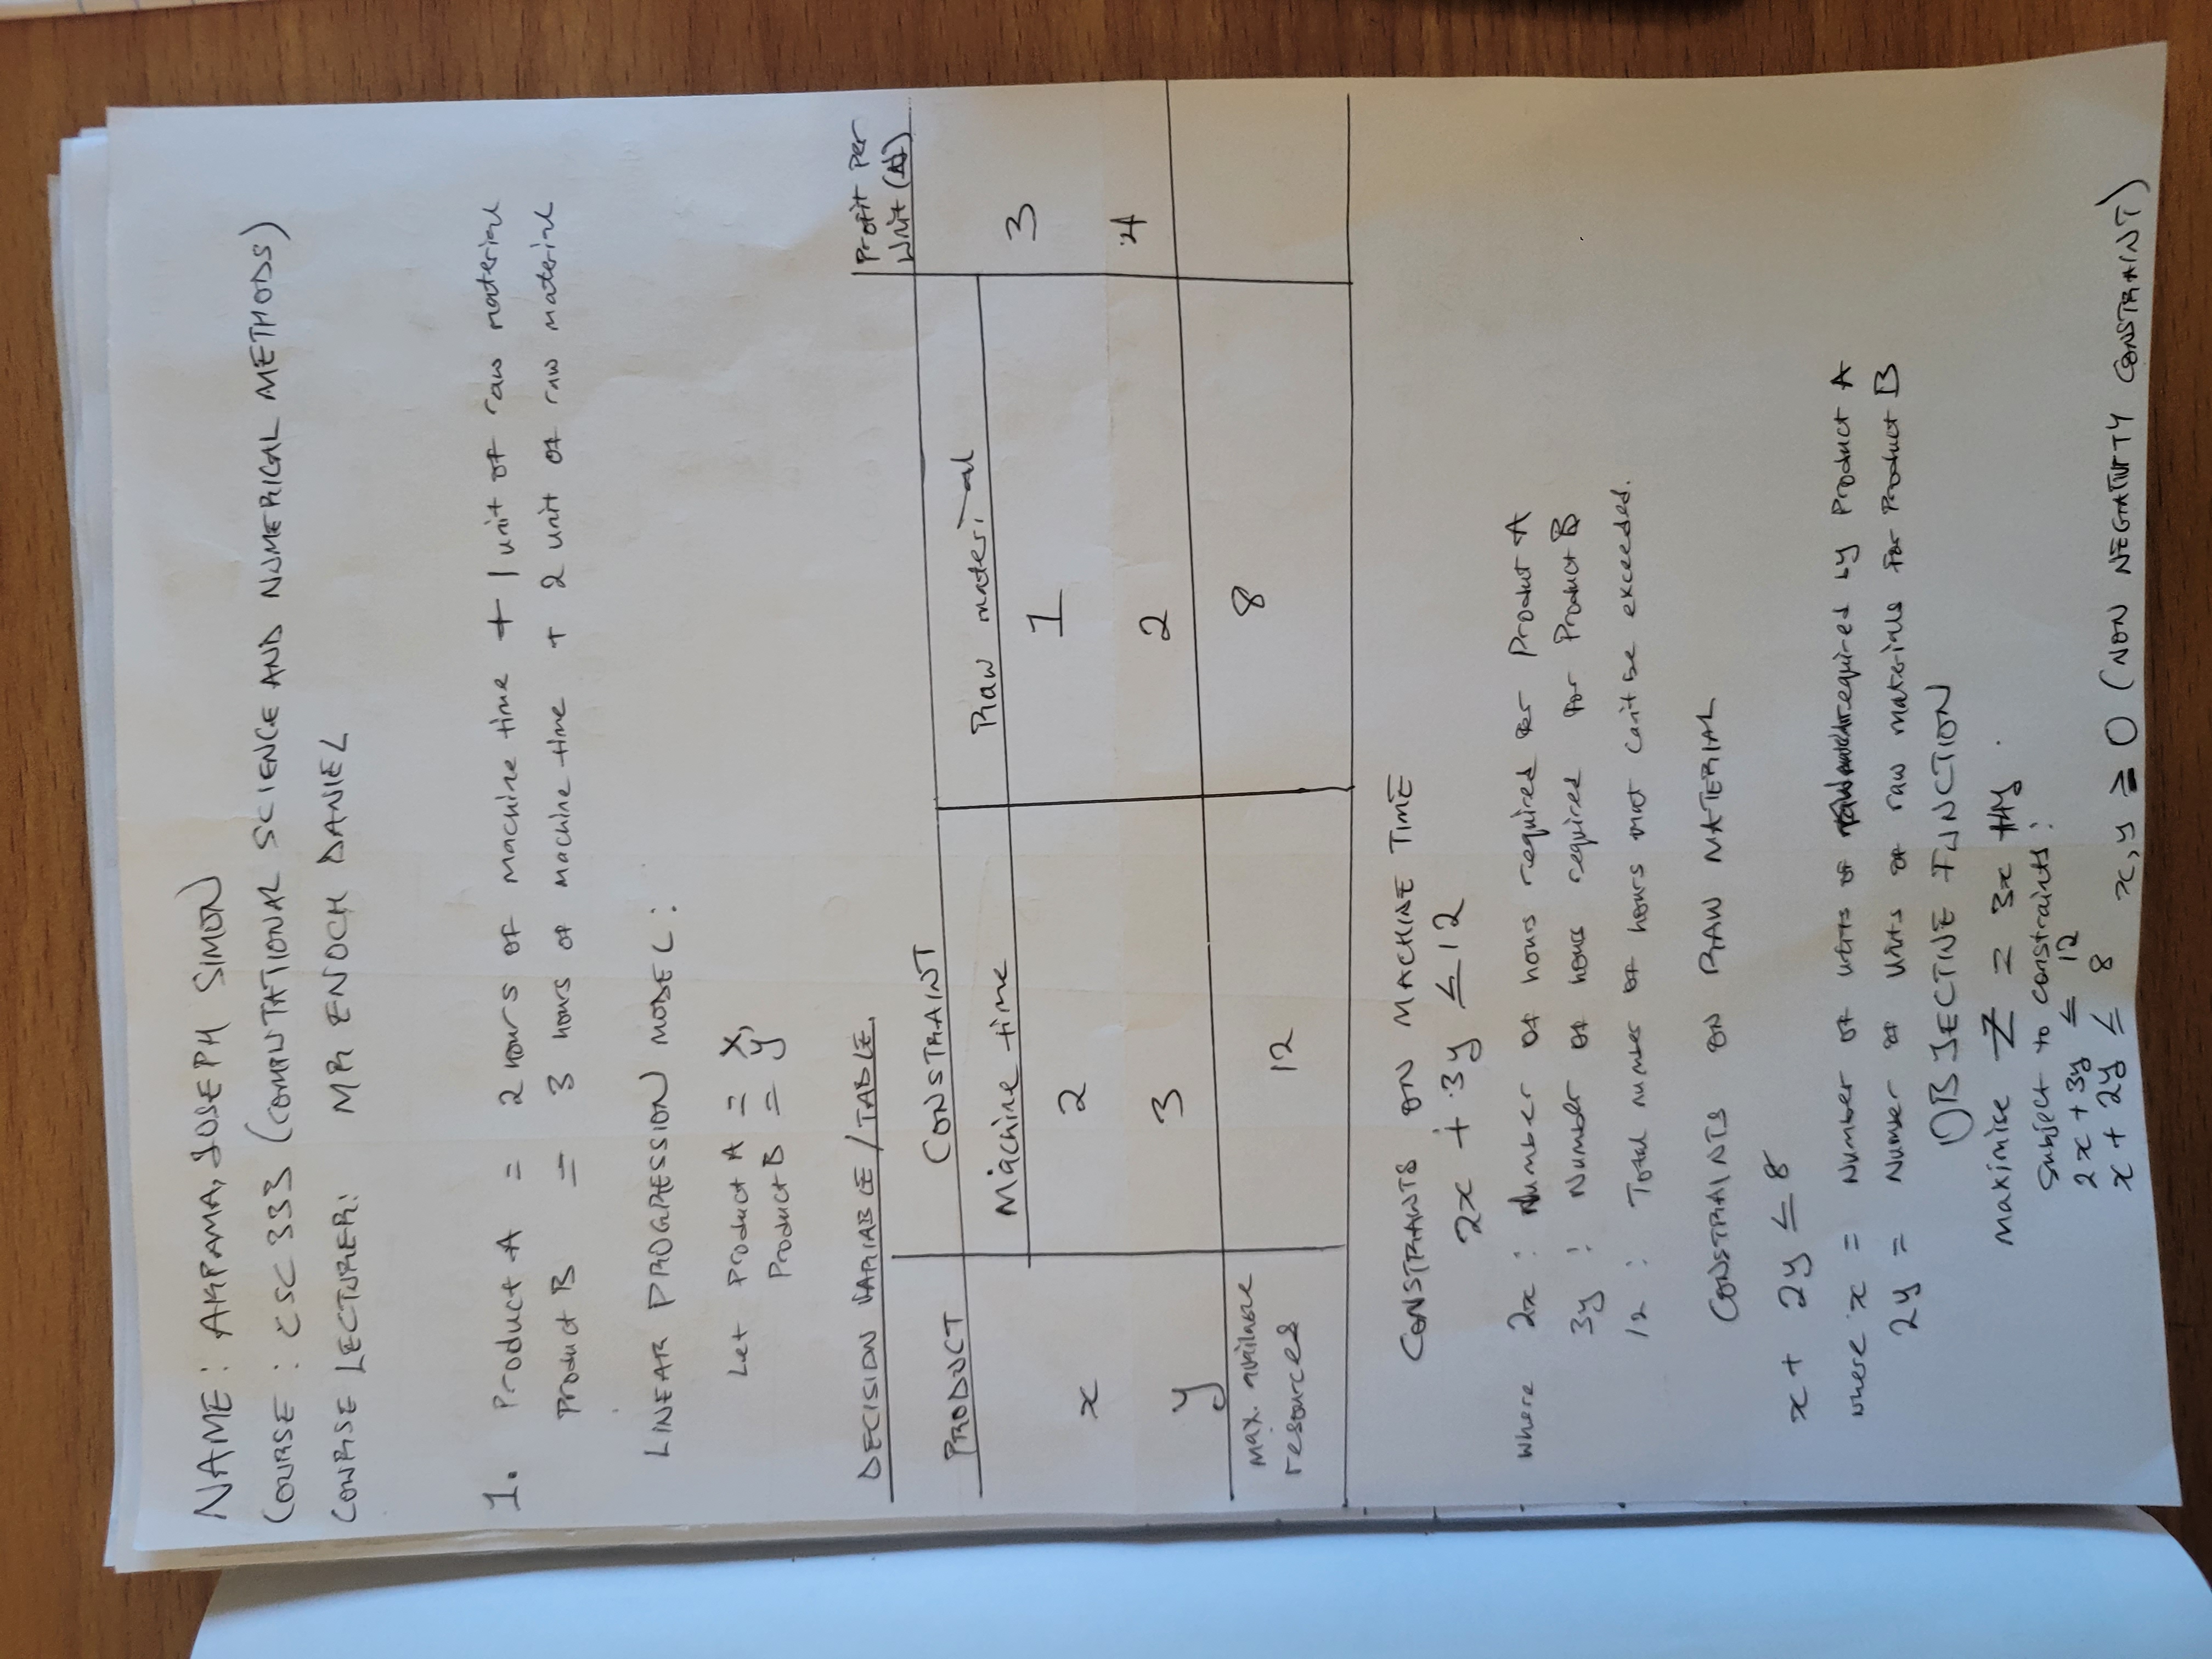 NAME: AKPAMA, JOSEPH SIMON
COURSE: CSC 333 (COMPUTATIONAL SCIENCE AND NUMERICAL METHODS)
COURSE LECTURER: MR ENOCH DANIEL
1. Product A = 2 hours of machine time + 1 unit of raw material
Product B = 3 hours of machine time + 2 unit of raw material
LINEAR PROGRESSION MODEL:
Let Product A = x,
Product B = y
DECISION VARIABLE / TABLE.
Profit per
Unit (₦)
PRODUCT CONSTRAINT
Machine time Raw material
x 2 1 3
y 3 2 4
max. available
resources 12 8
CONSTRAINTS ON MACHINE TIME
2x + 3y ≤ 12
where 2x : Number of hours required for Product A
3y : Number of hours required for Product B
12 : Total number of hours that can't be exceeded.
CONSTRAINTS ON RAW MATERIAL
x + 2y ≤ 8
where x = Number of units of required by Product A
2y = Number of units of raw materials for Product B
OBJECTIVE FUNCTION
Maximise Z = 3x + 4y
Subject to constraints:
2x + 3y ≤ 12
x + 2y ≤ 8 x, y ≥ 0 (NON NEGATIVITY CONSTRAINT)